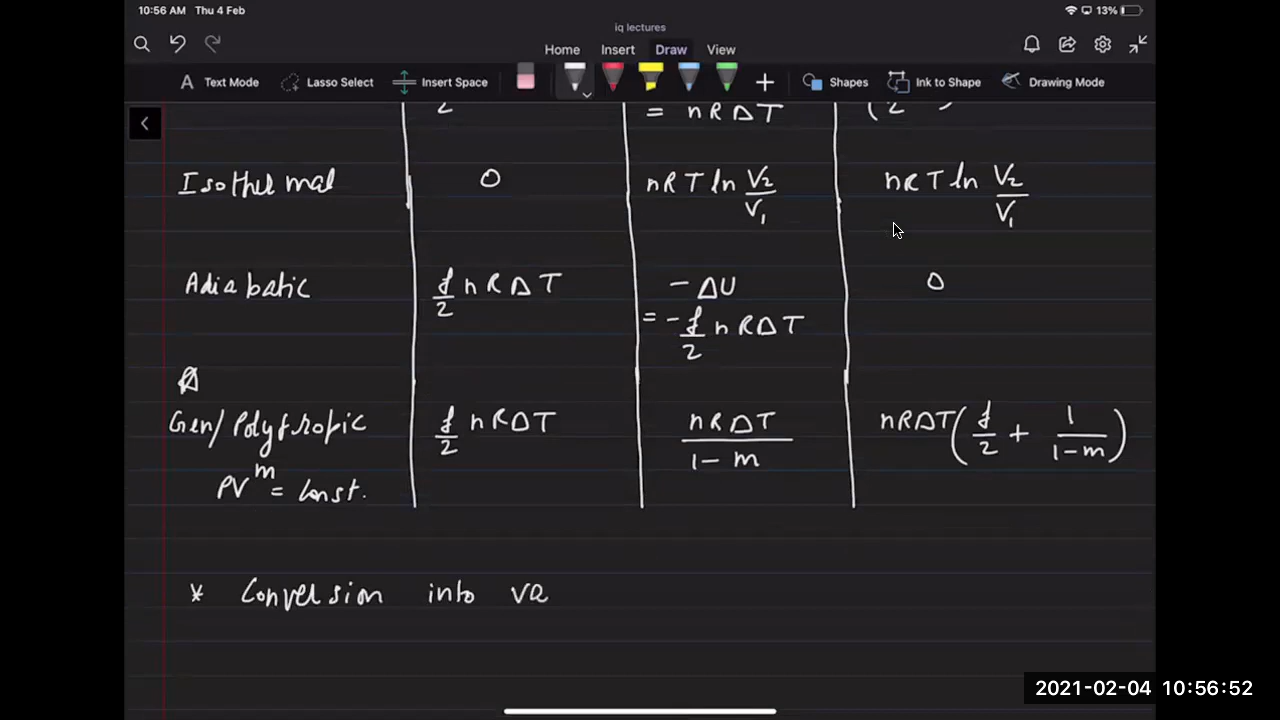 10:56 AM Thu 4 Feb
13%
iq lectures
Home Insert Draw View
Text Mode Lasso Select Insert Space Shapes Ink to Shape Drawing Mode
2 = nRΔT (2
Isothermal 0 nRT ln V₂/V₁ nRT ln V₂/V₁
Adiabatic f/2 nRΔT -ΔU 0
= -f/2 nRΔT
Gen/Polytropic f/2 nRΔT nRΔT/(1-m) nRΔT(f/2 + 1/(1-m))
PV^m = const.
* Conversion into va
2021-02-04 10:56:52